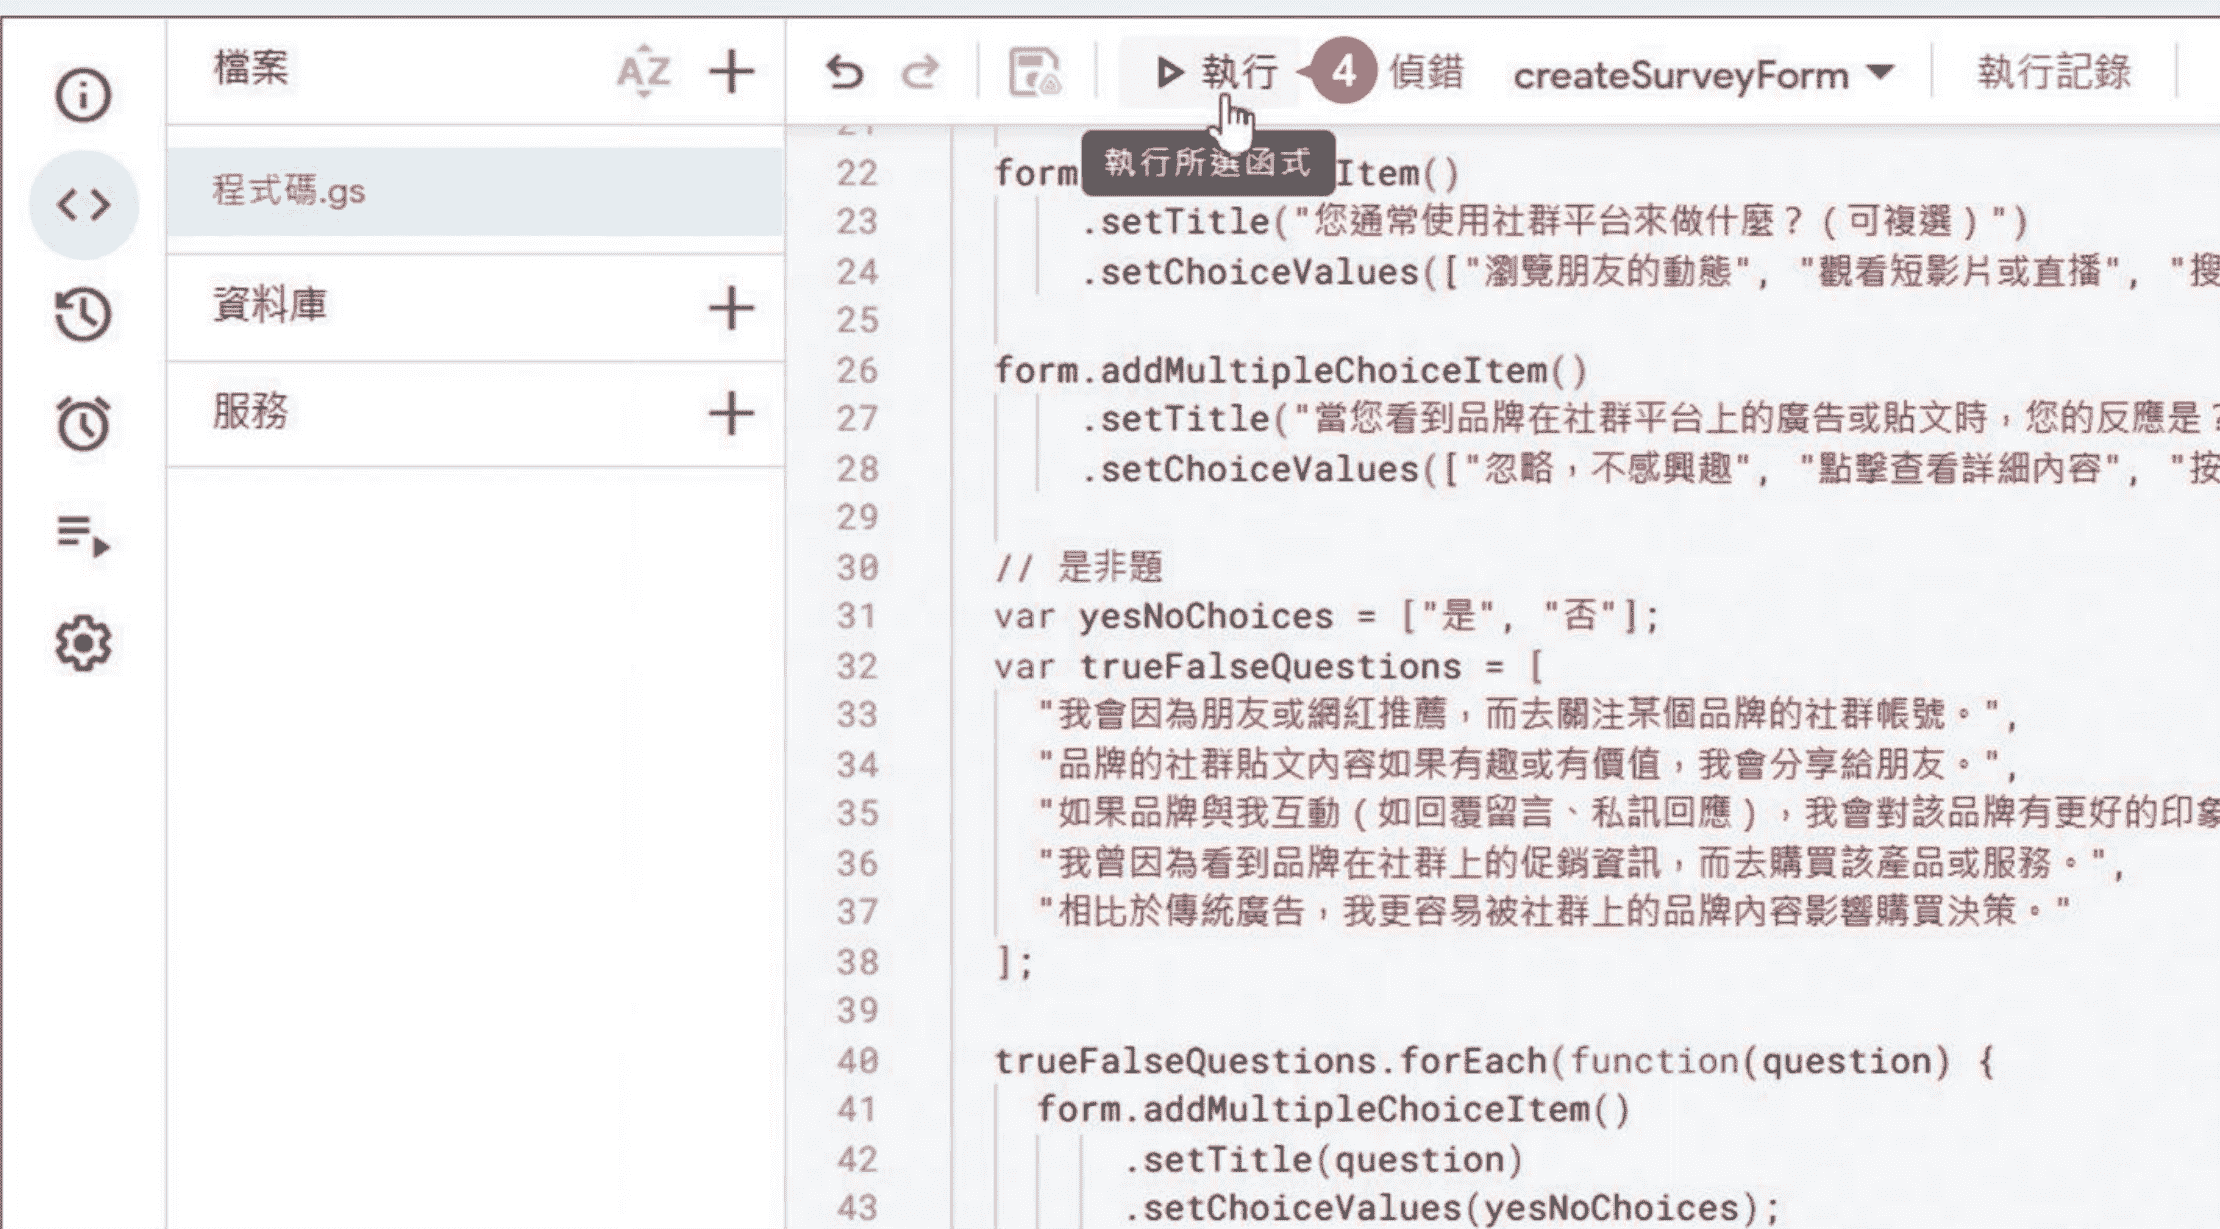 檔案
程式碼.gs
資料庫
服務
執行 4 偵錯 createSurveyForm 執行記錄
執行所選函式
22 form Item()
23 .setTitle("您通常使用社群平台來做什麼？(可複選)")
24 .setChoiceValues(["瀏覽朋友的動態", "觀看短影片或直播", "搜
25
26 form.addMultipleChoiceItem()
27 .setTitle("當您看到品牌在社群平台上的廣告或貼文時，您的反應是？
28 .setChoiceValues(["忽略，不感興趣", "點擊查看詳細內容", "按
29
30 // 是非題
31 var yesNoChoices = ["是", "否"];
32 var trueFalseQuestions = [
33 "我會因為朋友或網紅推薦，而去關注某個品牌的社群帳號。",
34 "品牌的社群貼文內容如果有趣或有價值，我會分享給朋友。",
35 "如果品牌與我互動(如回覆留言、私訊回應)，我會對該品牌有更好的印象
36 "我曾因為看到品牌在社群上的促銷資訊，而去購買該產品或服務。",
37 "相比於傳統廣告，我更容易被社群上的品牌內容影響購買決策。"
38 ];
39
40 trueFalseQuestions.forEach(function(question) {
41 form.addMultipleChoiceItem()
42 .setTitle(question)
43 .setChoiceValues(yesNoChoices);